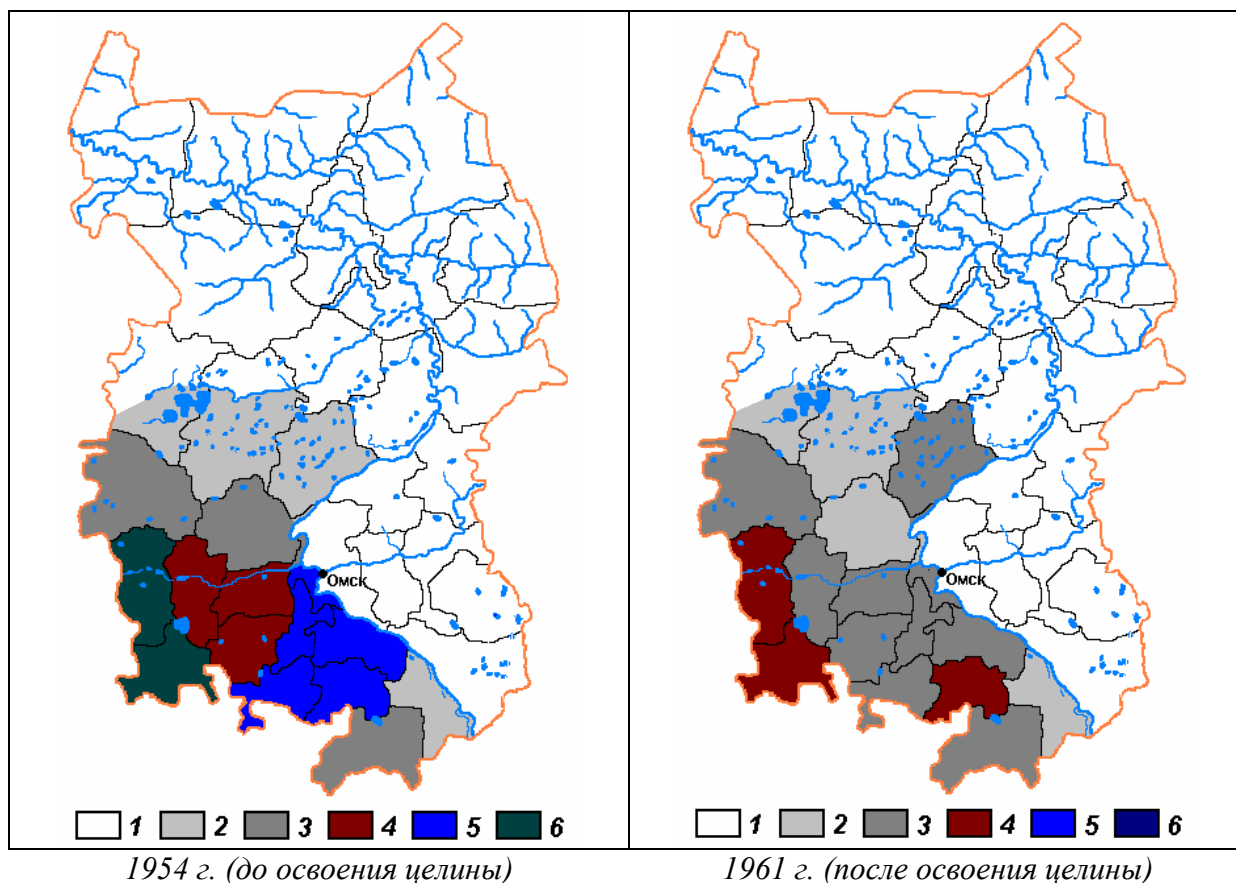 Омск
1 2 3 4 5 6
1954 г. (до освоения целины)
Омск
1 2 3 4 5 6
1961 г. (после освоения целины)